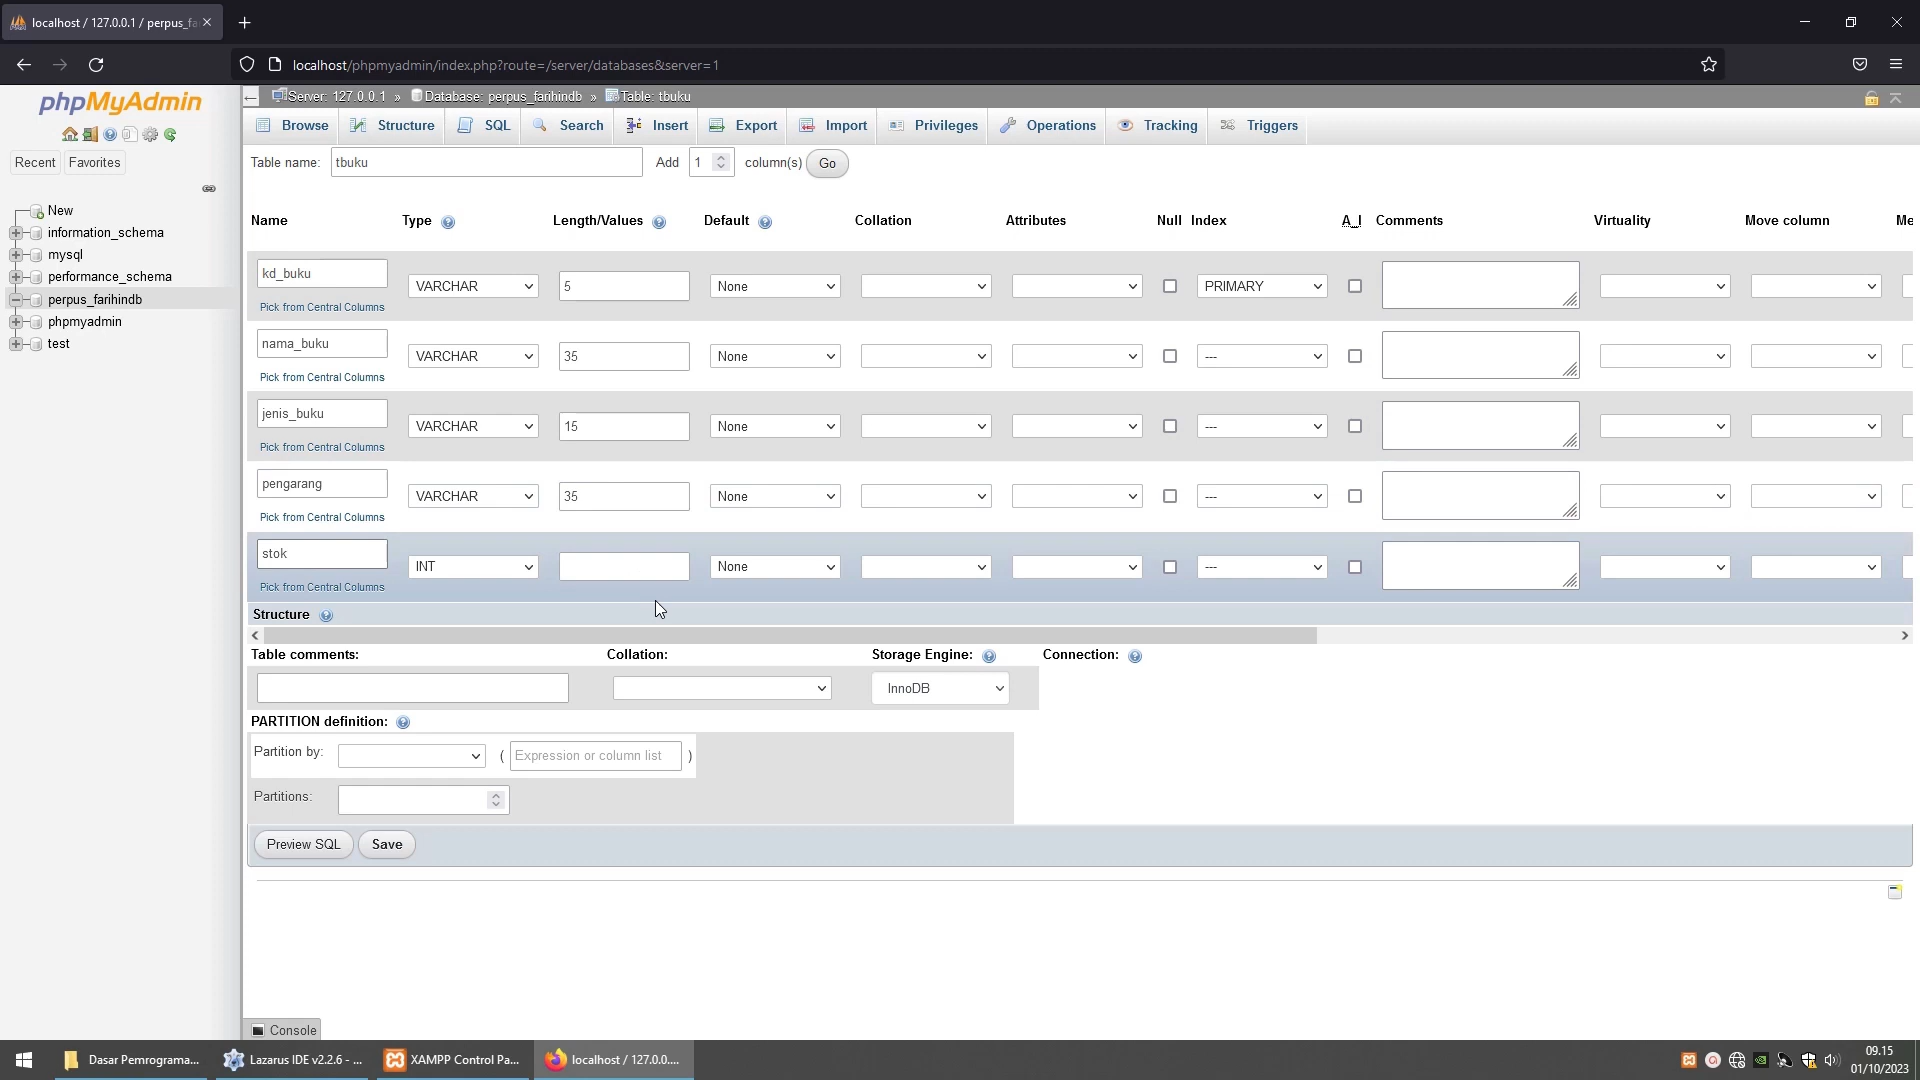 localhost / 127.0.0.1 / perpus_fa
localhost/phpmyadmin/index.php?route=/server/databases&server=1
phpMyAdmin
Recent
Favorites
New
information_schema
mysql
performance_schema
perpus_farihindb
phpmyadmin
test
Server: 127.0.0.1 » Database: perpus_farihindb » Table: tbuku
Browse Structure SQL Search Insert Export Import Privileges Operations Tracking Triggers
Table name: tbuku Add 1 column(s) Go
Name Type Length/Values Default Collation Attributes Null Index A_I Comments Virtuality Move column Me
kd_buku VARCHAR 5 None PRIMARY
Pick from Central Columns
nama_buku VARCHAR 35 None ---
Pick from Central Columns
jenis_buku VARCHAR 15 None ---
Pick from Central Columns
pengarang VARCHAR 35 None ---
Pick from Central Columns
stok INT None ---
Pick from Central Columns
Structure
Table comments: Collation: Storage Engine: Connection:
InnoDB
PARTITION definition:
Partition by: ( Expression or column list )
Partitions:
Preview SQL Save
Console
Dasar Pemrograma... Lazarus IDE v2.2.6 - ... XAMPP Control Pa... localhost / 127.0.0....
09.15
01/10/2023